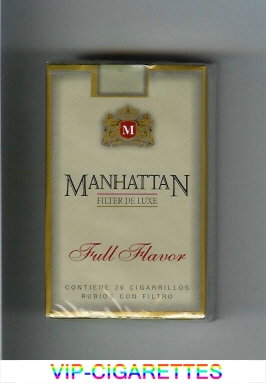 M
MANHATTAN
FILTER DE LUXE
Full Flavor
CONTIENE 20 CIGARRILLOS
RUBIOS CON FILTRO
VIP-CIGARETTES